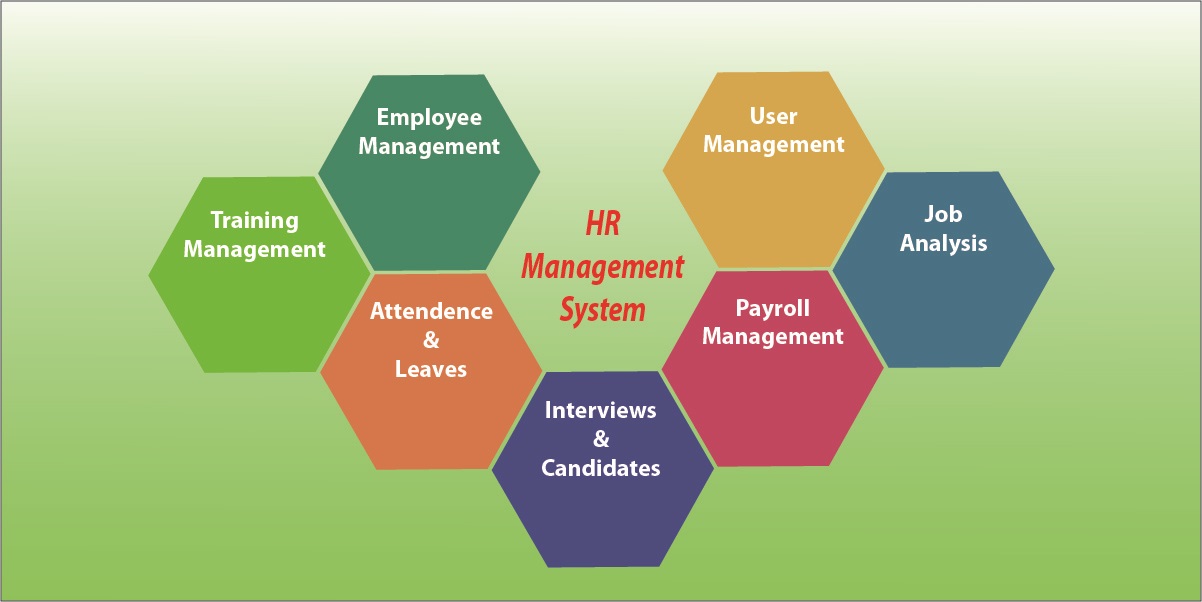 Employee
Management
User
Management
Training
Management
Job
Analysis
HR
Management
System
Attendence
&
Leaves
Payroll
Management
Interviews
&
Candidates